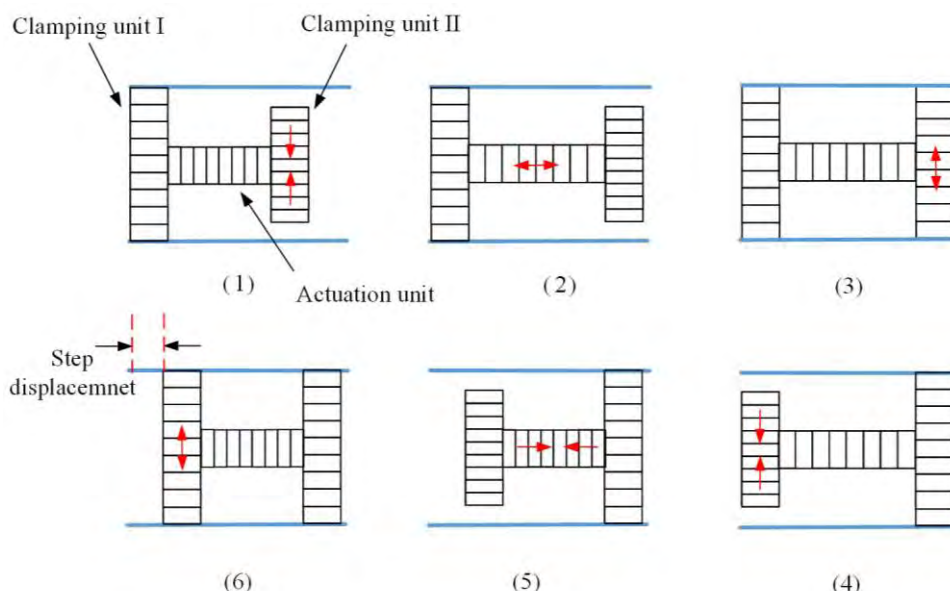 Clamping unit I
Clamping unit II
(1)
(2)
(3)
Actuation unit
Step
displacemnet
(6)
(5)
(4)